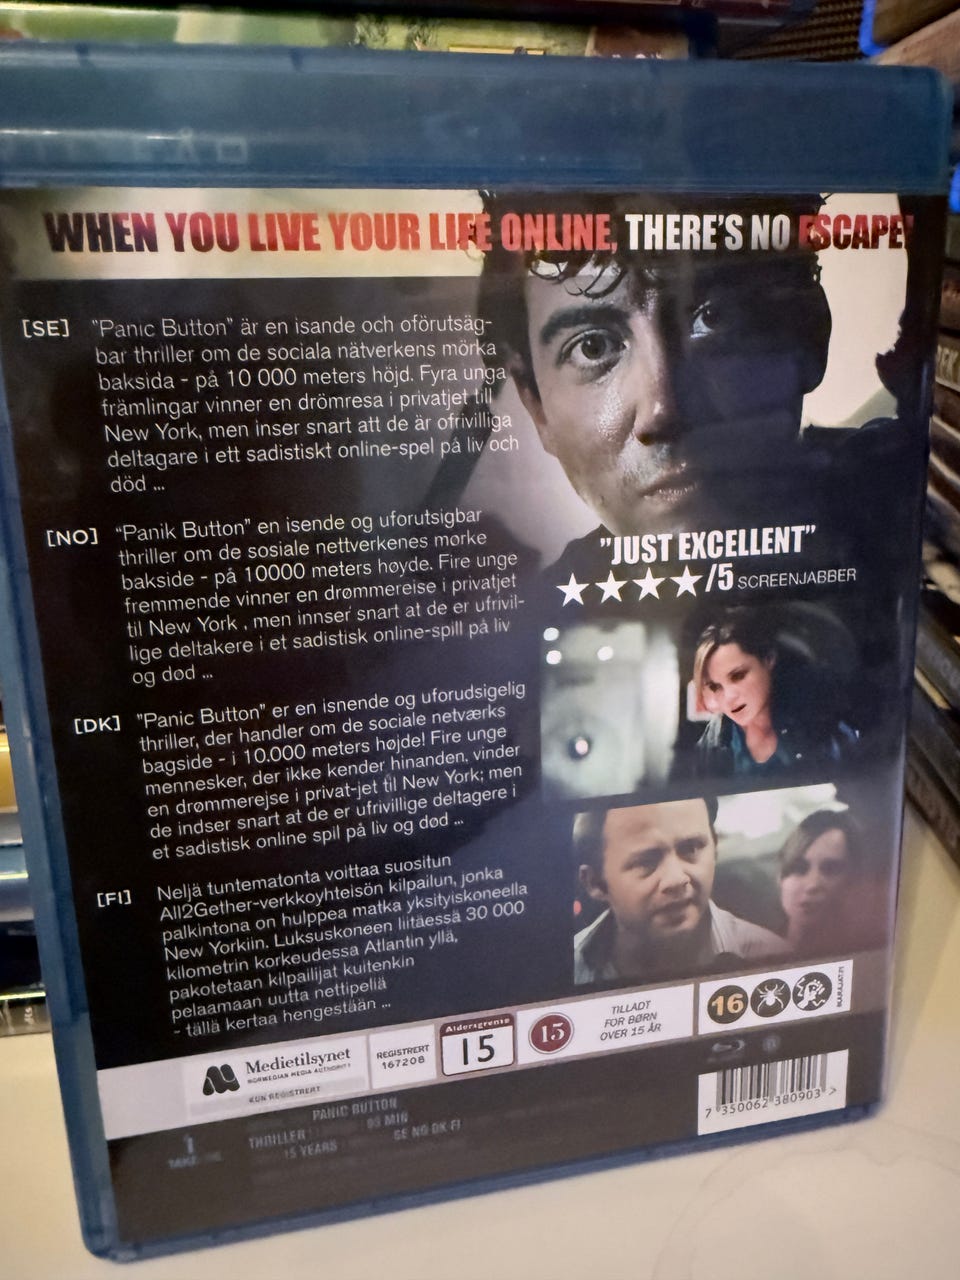 WHEN YOU LIVE YOUR LIFE ONLINE, THERE'S NO ESCAPE!
[SE] "Panic Button" är en isande och oförutsäg-
bar thriller om de sociala nätverkens mörka
baksida - på 10 000 meters höjd. Fyra unga
främlingar vinner en drömresa i privatjet till
New York, men inser snart att de är ofrivilliga
deltagare i ett sadistiskt online-spel på liv och
död ...
[NO] "Panik Button" en isende og uforutsigbar
thriller om de sosiale nettverkenes mørke
bakside - på 10000 meters høyde. Fire unge
fremmende vinner en drømmereise i privatjet
til New York , men innser snart at de er ufrivil-
lige deltakere i et sadistisk online-spill på liv
og død ...
[DK] "Panic Button" er en isnende og uforudsigelig
thriller, der handler om de sociale netværks
bagside - i 10.000 meters højde! Fire unge
mennesker, der ikke kender hinanden, vinder
en drømmerejse i privat-jet til New York; men
de indser snart at de er ufrivillige deltagere i
et sadistisk online spil på liv og død ...
[FI] Neljä tuntematonta voittaa suositun
All2Gether-verkkoyhteisön kilpailun, jonka
palkintona on hulppea matka yksityiskoneella
New Yorkiin. Luksuskoneen liitäessä 30 000
kilometrin korkeudessa Atlantin yllä,
pakotetaan kilpailijat kuitenkin
pelaamaan uutta nettipeliä
- tällä kertaa hengestään ...
"JUST EXCELLENT"
★★★★/5 SCREENJABBER
Medietilsynet
NORWEGIAN MEDIA AUTHORITY
KUN REGISTRERT
REGISTRERT
167208
Aldersgrense
15
15
TILLADT
FOR BØRN
OVER 15 ÅR
16
IKARAJAT.FI
PANIC BUTTON
THRILLER
93 MIN
15 YEARS
SE NO DK FI
7 350062 380903 >